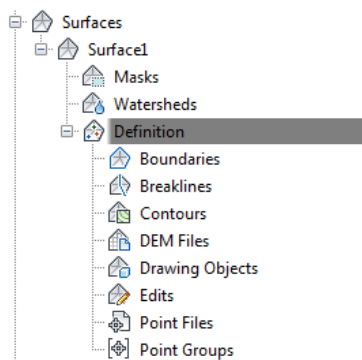 Surfaces
Surface1
Masks
Watersheds
Definition
Boundaries
Breaklines
Contours
DEM Files
Drawing Objects
Edits
Point Files
Point Groups